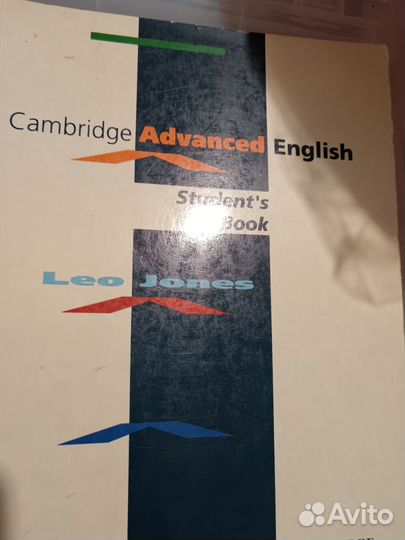 Cambridge Advanced English
Student's
Book
Leo Jones
Avito